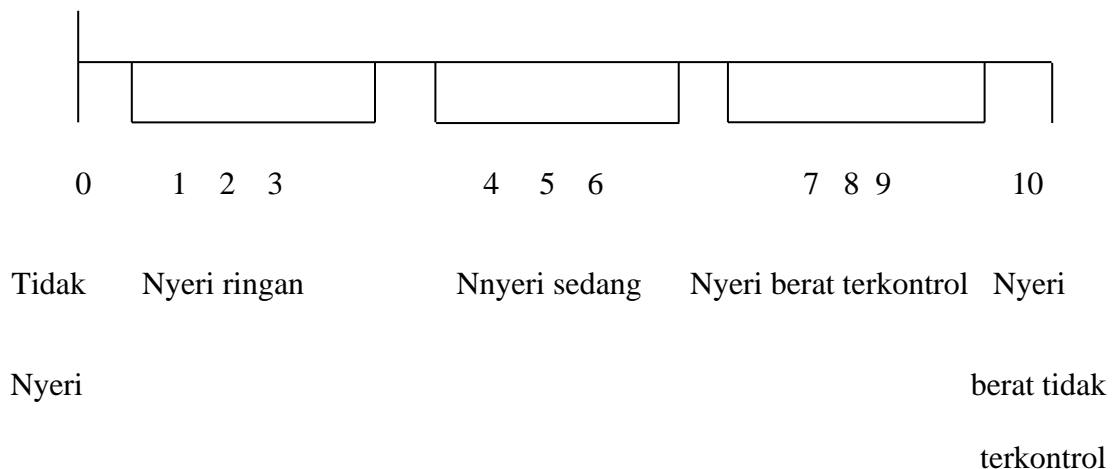 0 1 2 3 4 5 6 7 8 9 10
Tidak Nyeri ringan Nnyeri sedang Nyeri berat terkontrol Nyeri
Nyeri berat tidak
terkontrol